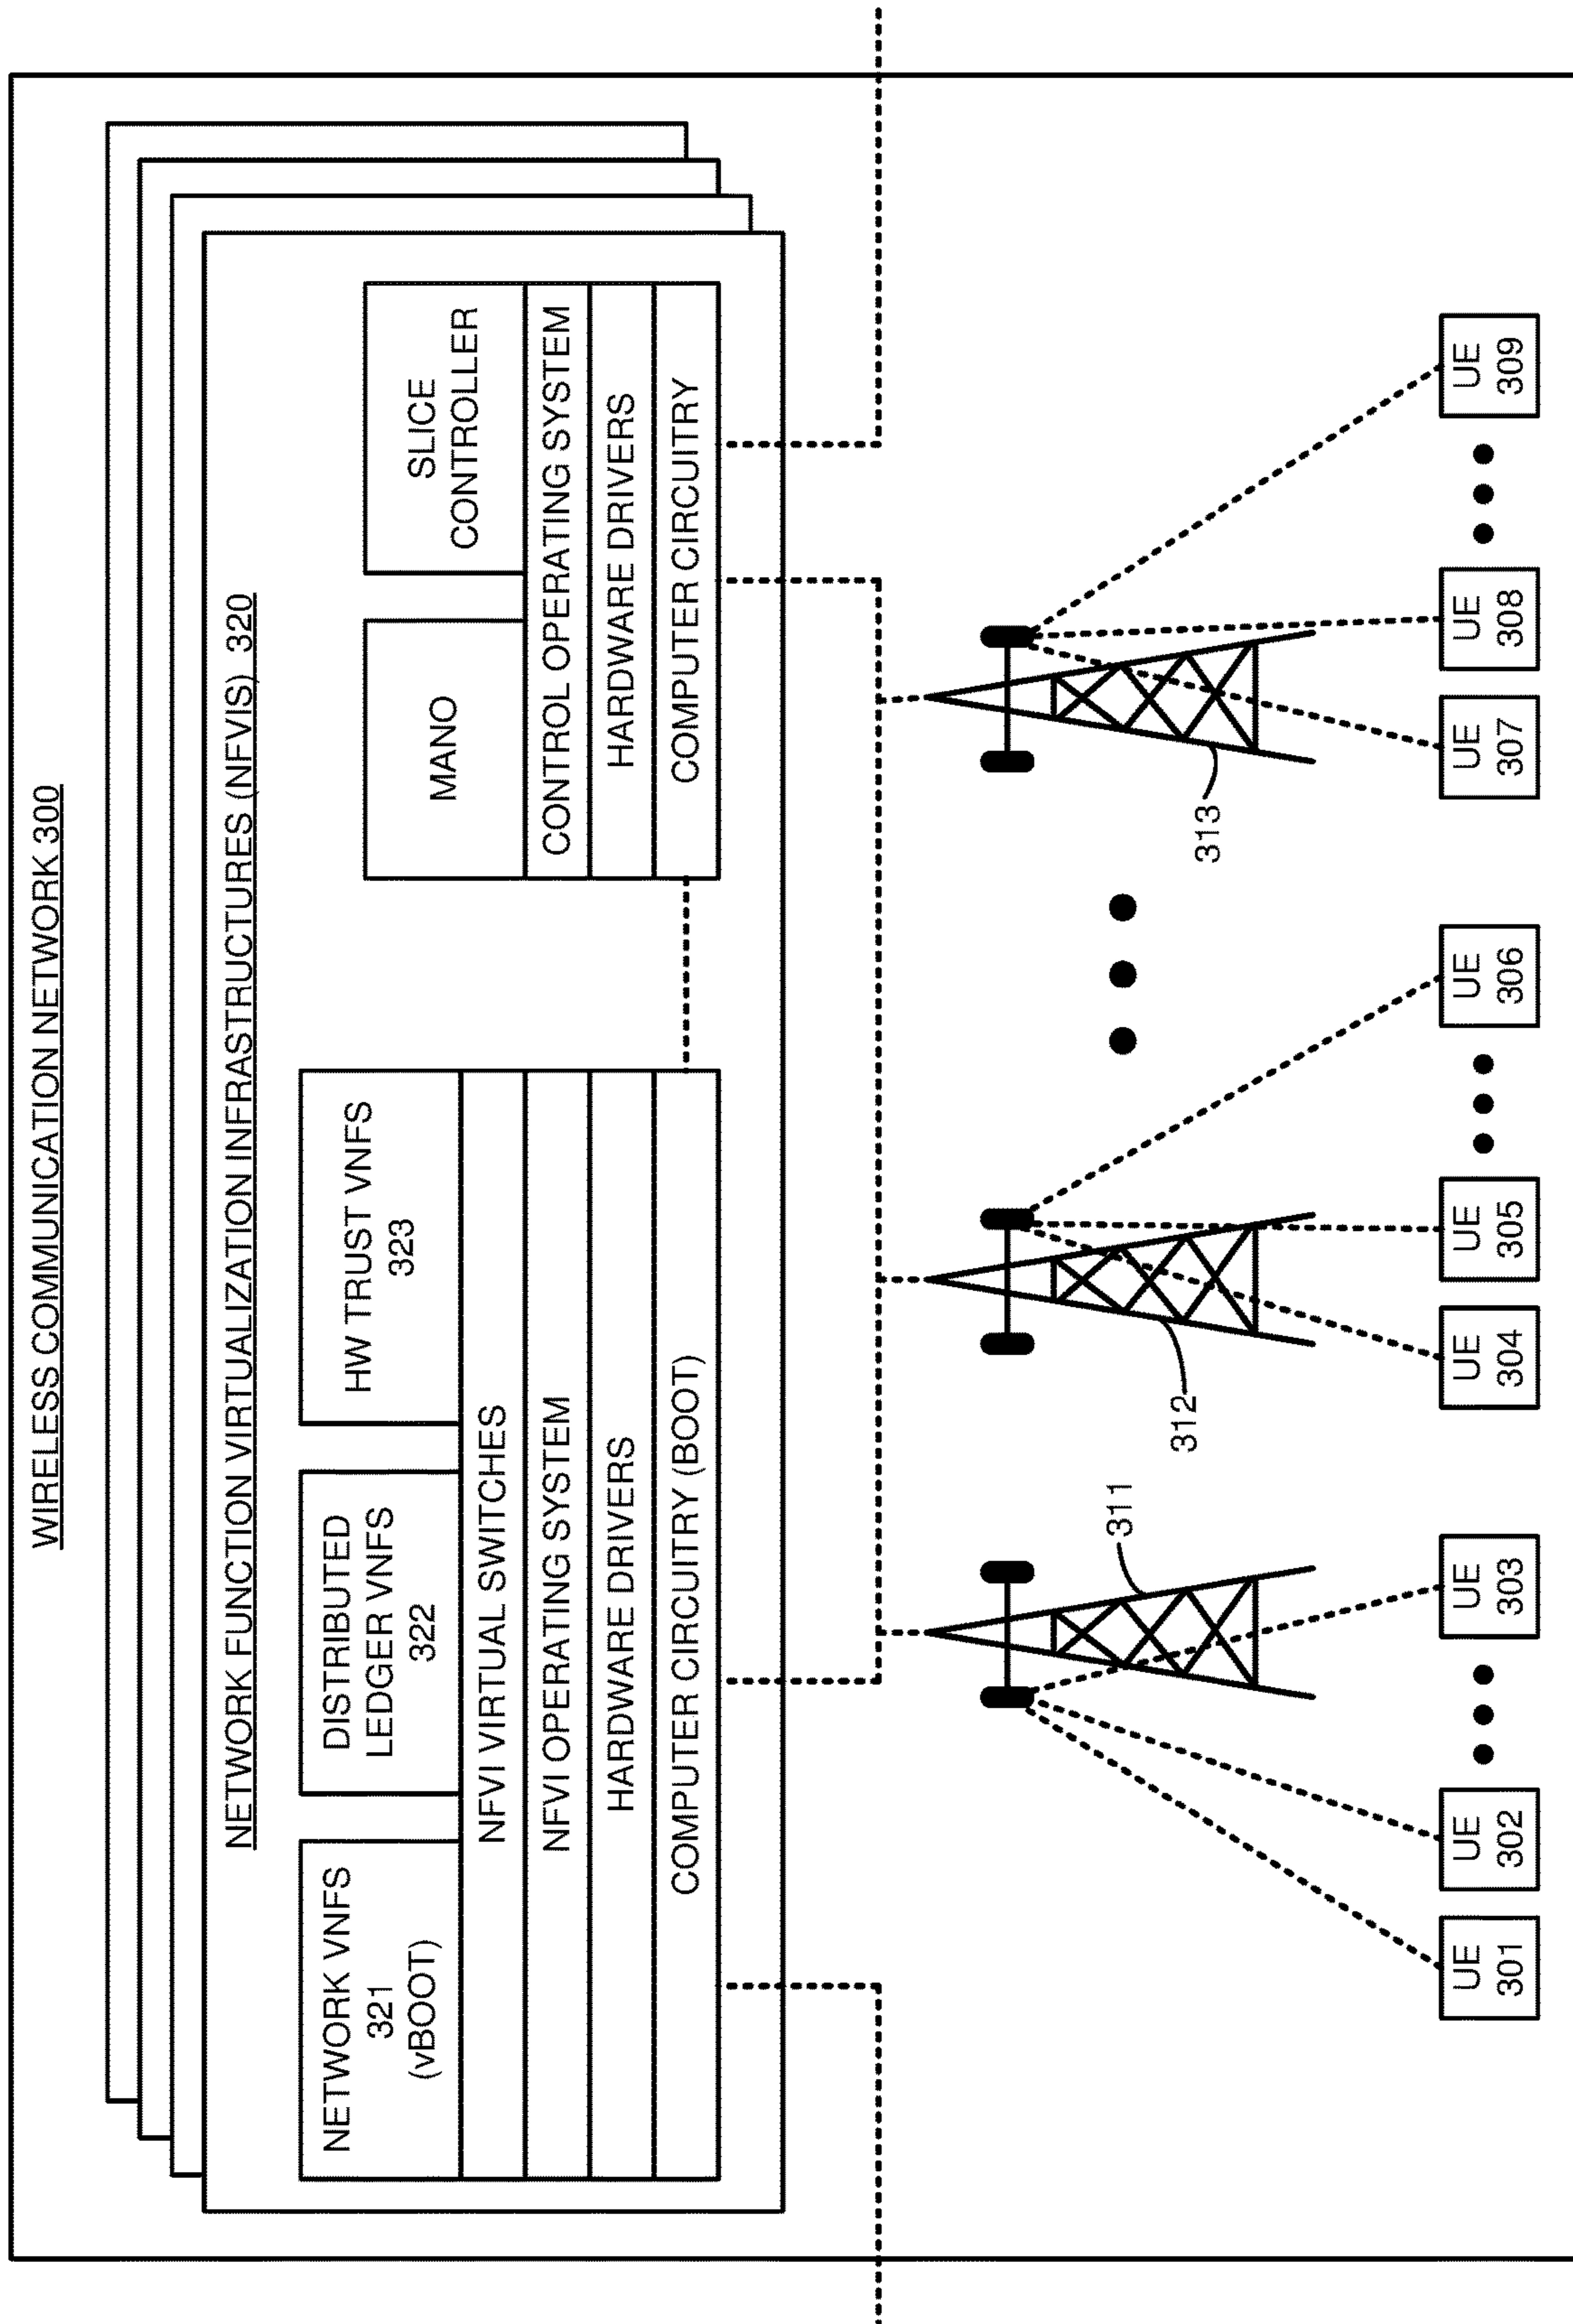 WIRELESS COMMUNICATION NETWORK 300
NETWORK FUNCTION VIRTUALIZATION INFRASTRUCTURES (NFVIS) 320
NETWORK VNFS
321
(vBOOT)
DISTRIBUTED
LEDGER VNFS
322
HW TRUST VNFS
323
NFVI VIRTUAL SWITCHES
NFVI OPERATING SYSTEM
HARDWARE DRIVERS
COMPUTER CIRCUITRY (BOOT)
MANO
SLICE
CONTROLLER
CONTROL OPERATING SYSTEM
HARDWARE DRIVERS
COMPUTER CIRCUITRY
311
312
313
UE
301
UE
302
UE
303
UE
304
UE
305
UE
306
UE
307
UE
308
UE
309